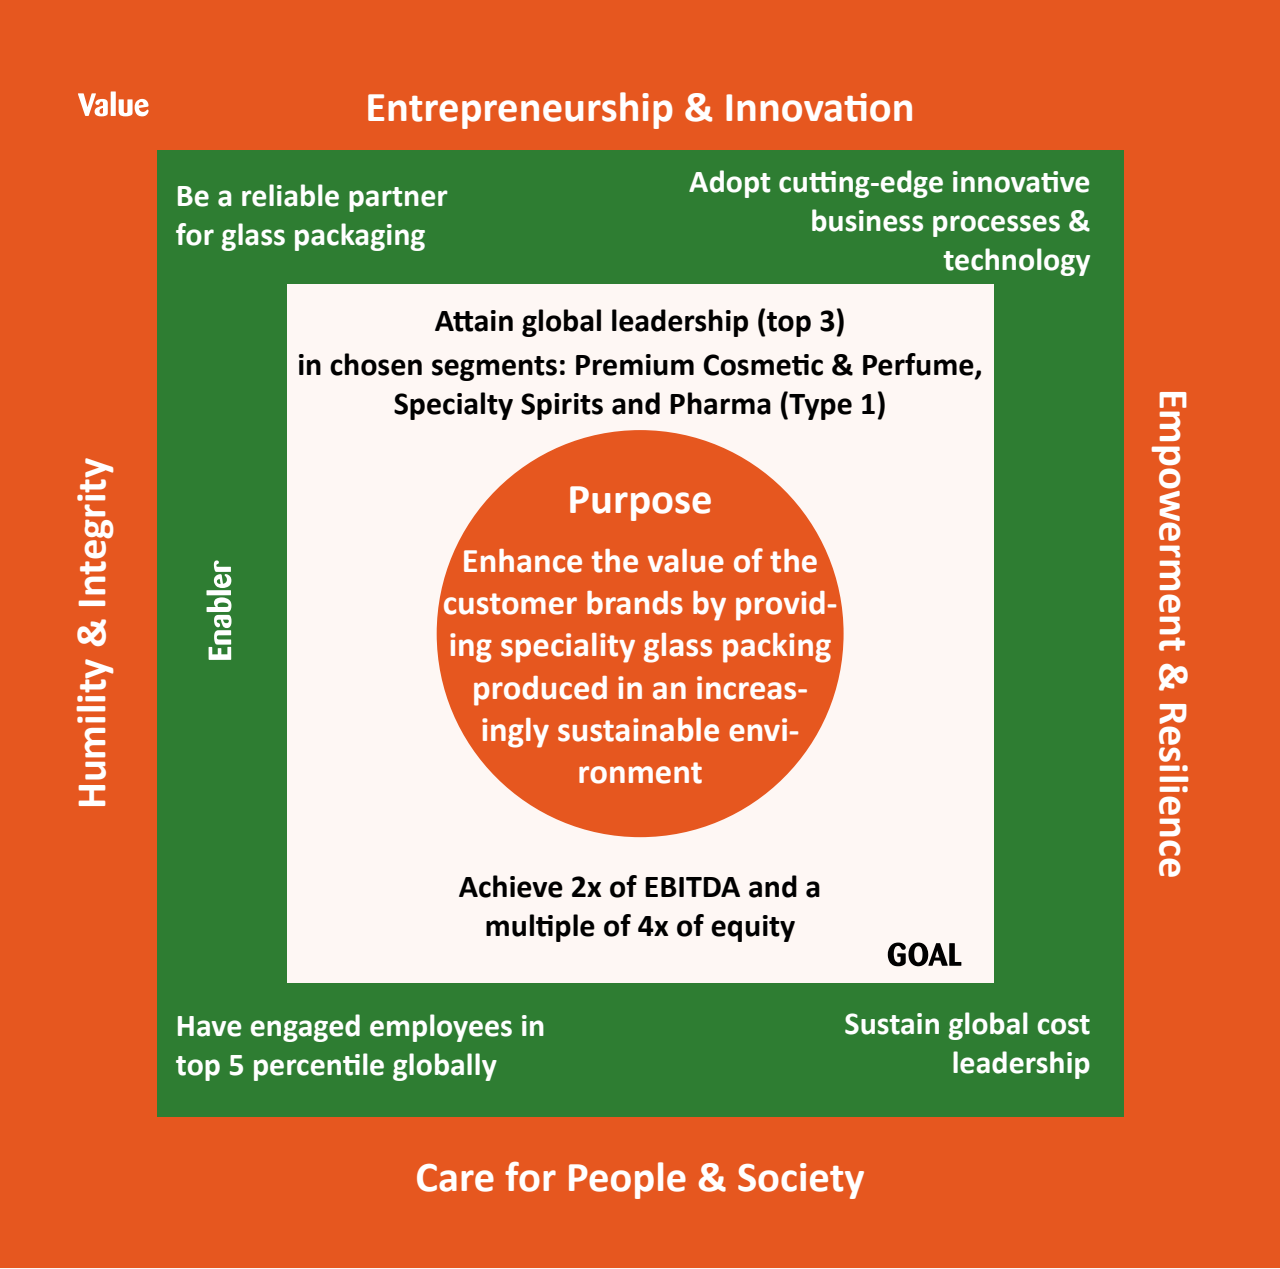 Value
Entrepreneurship & Innovation
Be a reliable partner
for glass packaging
Adopt cutting-edge innovative
business processes &
technology
Attain global leadership (top 3)
in chosen segments: Premium Cosmetic & Perfume,
Specialty Spirits and Pharma (Type 1)
Humility & Integrity
Enabler
Purpose
Enhance the value of the
customer brands by provid-
ing speciality glass packing
produced in an increas-
ingly sustainable envi-
ronment
Empowerment & Resilience
Achieve 2x of EBITDA and a
multiple of 4x of equity
GOAL
Have engaged employees in
top 5 percentile globally
Sustain global cost
leadership
Care for People & Society